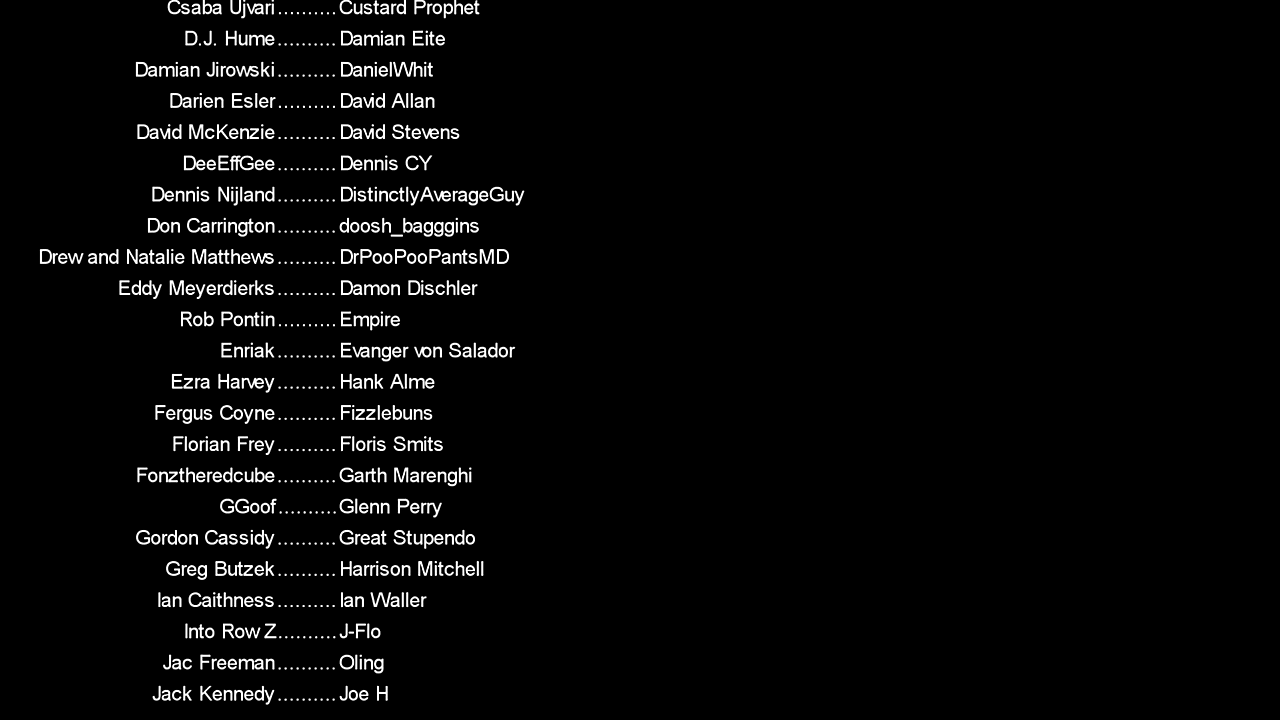 Csaba Ujvari..........Custard Prophet
D.J. Hume..........Damian Eite
Damian Jirowski..........DanielWhit
Darien Esler..........David Allan
David McKenzie..........David Stevens
DeeEffGee..........Dennis CY
Dennis Nijland..........DistinctlyAverageGuy
Don Carrington..........doosh_bagggins
Drew and Natalie Matthews..........DrPooPooPantsMD
Eddy Meyerdierks..........Damon Dischler
Rob Pontin..........Empire
Enriak..........Evanger von Salador
Ezra Harvey..........Hank Alme
Fergus Coyne..........Fizzlebuns
Florian Frey..........Floris Smits
Fonztheredcube..........Garth Marenghi
GGoof..........Glenn Perry
Gordon Cassidy..........Great Stupendo
Greg Butzek..........Harrison Mitchell
Ian Caithness..........Ian Waller
Into Row Z..........J-Flo
Jac Freeman..........Oling
Jack Kennedy..........Joe H